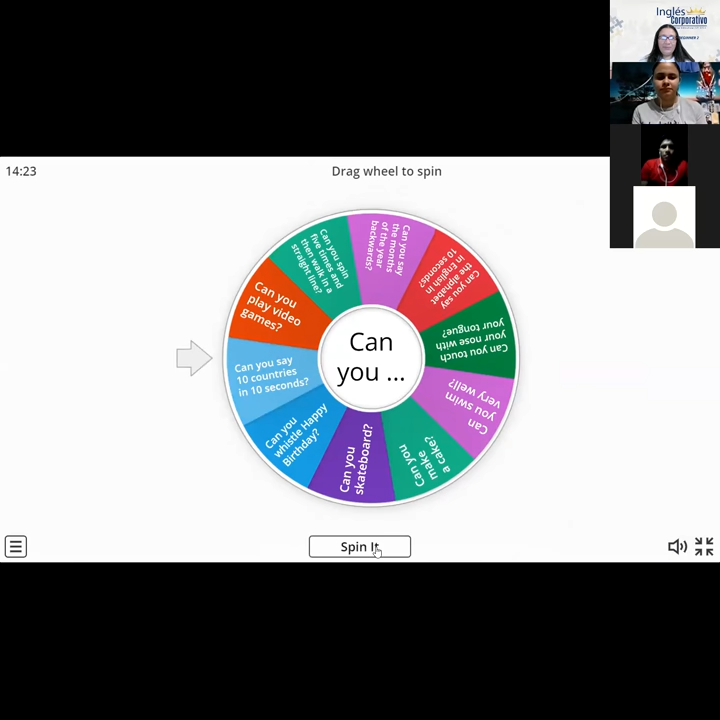 Inglés
Corporativo
14:23
Drag wheel to spin
Can you say
the months
of the year
backwards?
Can you say
the alphabet
in English in
10 seconds?
Can you touch
your nose with
your tongue?
Can
you swim
very well?
Can you
make
a cake?
Can you
skateboard?
Can you
whistle Happy
Birthday?
Can you say
10 countries
in 10 seconds?
Can you
play video
games?
Can you spin
five times and
then walk in a
straight line?
Can
you ...
Spin It